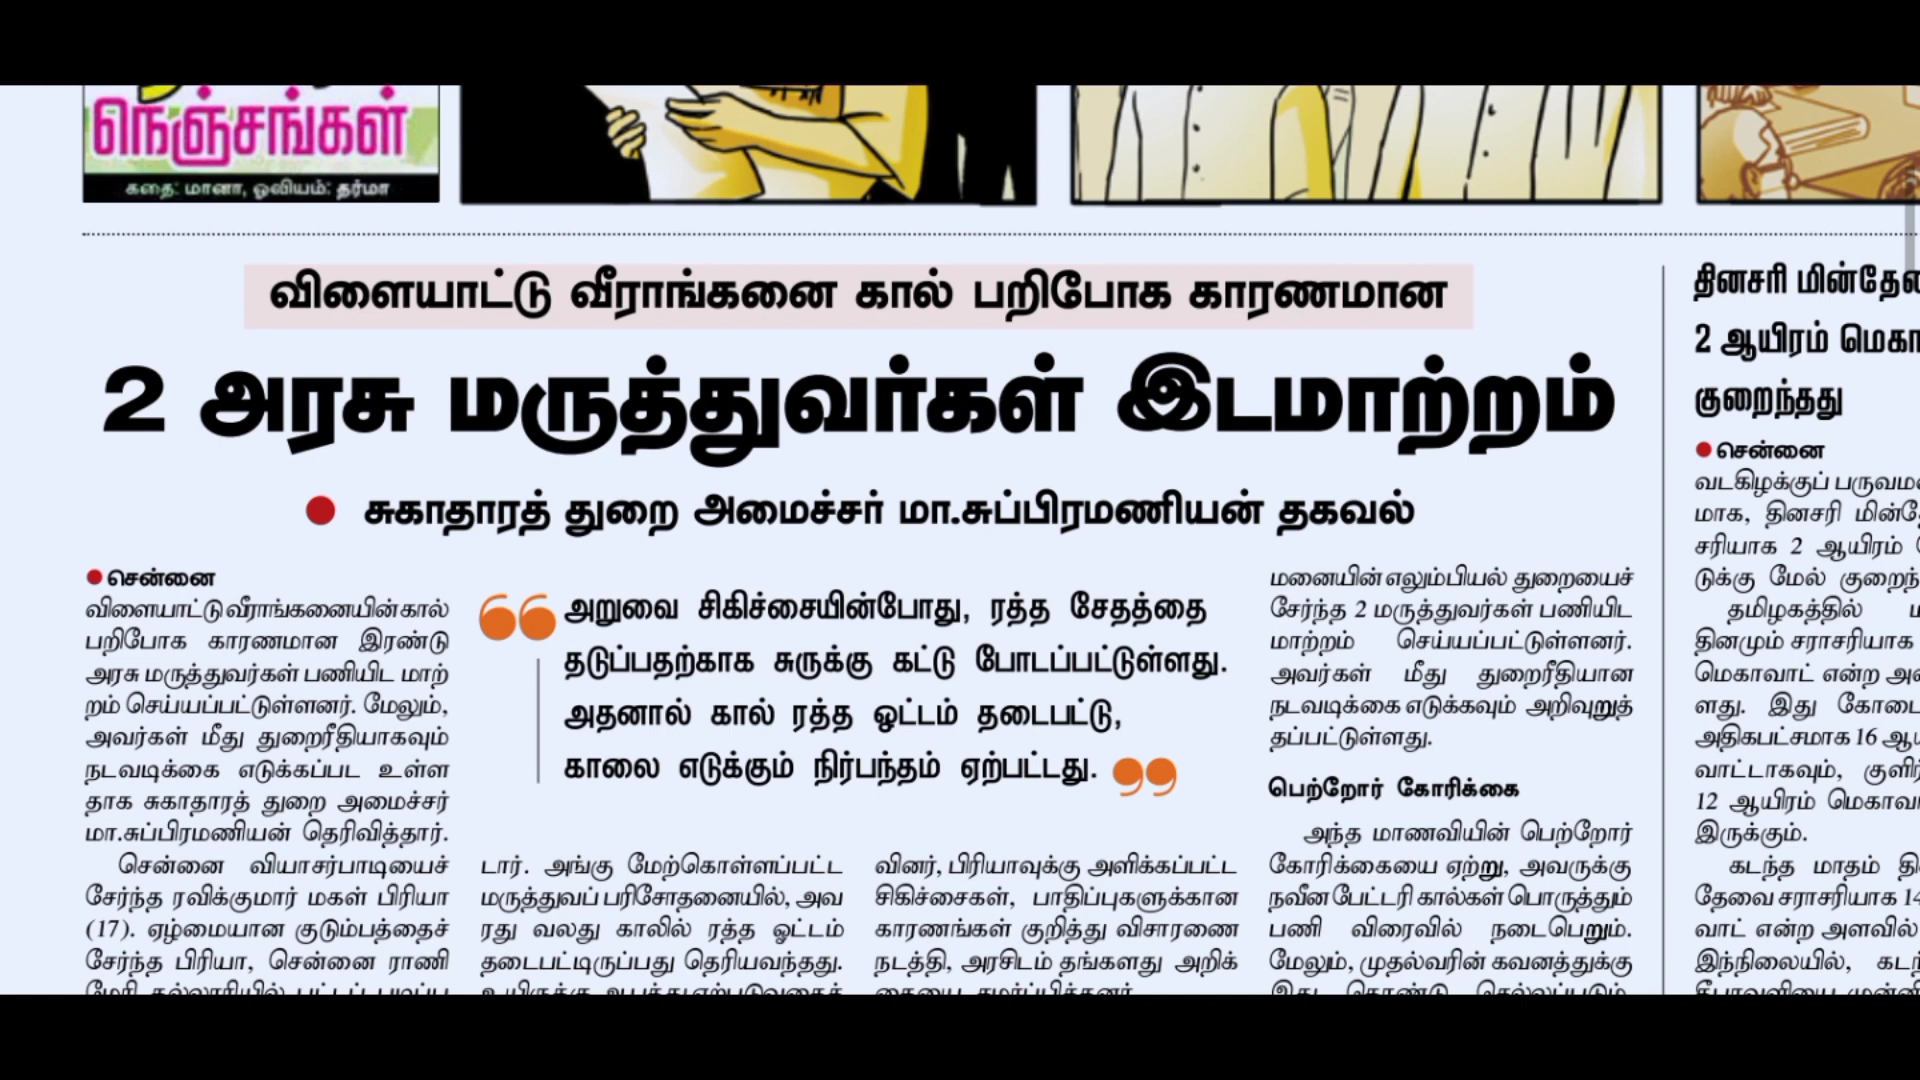 நெஞ்சங்கள்
கதை: மானா, ஓவியம்: தர்மா
விளையாட்டு வீராங்கனை கால் பறிபோக காரணமான
2 அரசு மருத்துவர்கள் இடமாற்றம்
சுகாதாரத் துறை அமைச்சர் மா.சுப்பிரமணியன் தகவல்
சென்னை
விளையாட்டு வீராங்கனையின் கால்
பறிபோக காரணமான இரண்டு
அரசு மருத்துவர்கள் பணியிட மாற்
றம் செய்யப்பட்டுள்ளனர். மேலும்,
அவர்கள் மீது துறைரீதியாகவும்
நடவடிக்கை எடுக்கப்பட உள்ள
தாக சுகாதாரத் துறை அமைச்சர்
மா.சுப்பிரமணியன் தெரிவித்தார்.
சென்னை வியாசர்பாடியைச்
சேர்ந்த ரவிக்குமார் மகள் பிரியா
(17). ஏழ்மையான குடும்பத்தைச்
சேர்ந்த பிரியா, சென்னை ராணி
அறுவை சிகிச்சையின்போது, ரத்த சேதத்தை
தடுப்பதற்காக சுருக்கு கட்டு போடப்பட்டுள்ளது.
அதனால் கால் ரத்த ஒட்டம் தடைபட்டு,
காலை எடுக்கும் நிர்பந்தம் ஏற்பட்டது.
டார். அங்கு மேற்கொள்ளப்பட்ட
மருத்துவப் பரிசோதனையில், அவ
ரது வலது காலில் ரத்த ஓட்டம்
தடைபட்டிருப்பது தெரியவந்தது.
வினர், பிரியாவுக்கு அளிக்கப்பட்ட
சிகிச்சைகள், பாதிப்புகளுக்கான
காரணங்கள் குறித்து விசாரணை
நடத்தி, அரசிடம் தங்களது அறிக்
மனையின் எலும்பியல் துறையைச்
சேர்ந்த 2 மருத்துவர்கள் பணியிட
மாற்றம் செய்யப்பட்டுள்ளனர்.
அவர்கள் மீது துறைரீதியான
நடவடிக்கை எடுக்கவும் அறிவுறுத்
தப்பட்டுள்ளது.
பெற்றோர் கோரிக்கை
அந்த மாணவியின் பெற்றோர்
கோரிக்கையை ஏற்று, அவருக்கு
நவீன பேட்டரி கால்கள் பொருத்தும்
பணி விரைவில் நடைபெறும்.
மேலும், முதல்வரின் கவனத்துக்கு
தினசரி
2 ஆயிரம்
குறைந்தது
சென்னை
வடகிழக்குப்
மாக, தினசரி
சரியாக 2 ஆயிரம்
டுக்கு மேல்
தமிழகத்தில்
தினமும் சராசரியாக
மெகாவாட் என்ற
ளது. இது
அதிகபட்சமாக 16
வாட்டாகவும்,
12 ஆயிரம்
இருக்கும்.
கடந்த மாதம்
தேவை சராசரியாக
வாட் என்ற அளவில்
இந்நிலையில்,